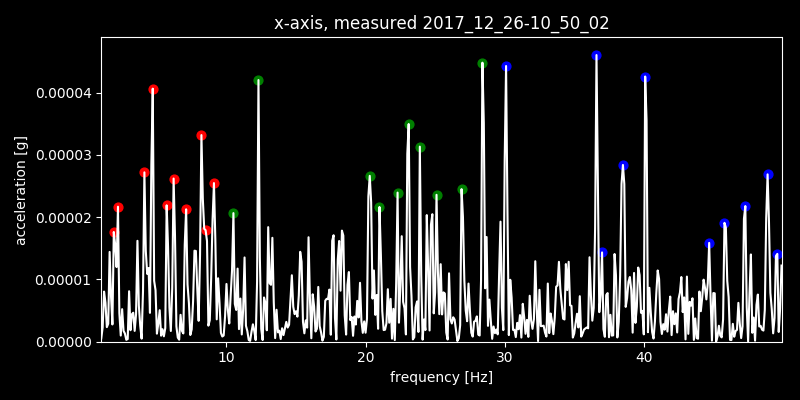 x-axis, measured 2017_12_26-10_50_02
acceleration [g]
0.00004
0.00003
0.00002
0.00001
0.00000
10 20 30 40
frequency [Hz]